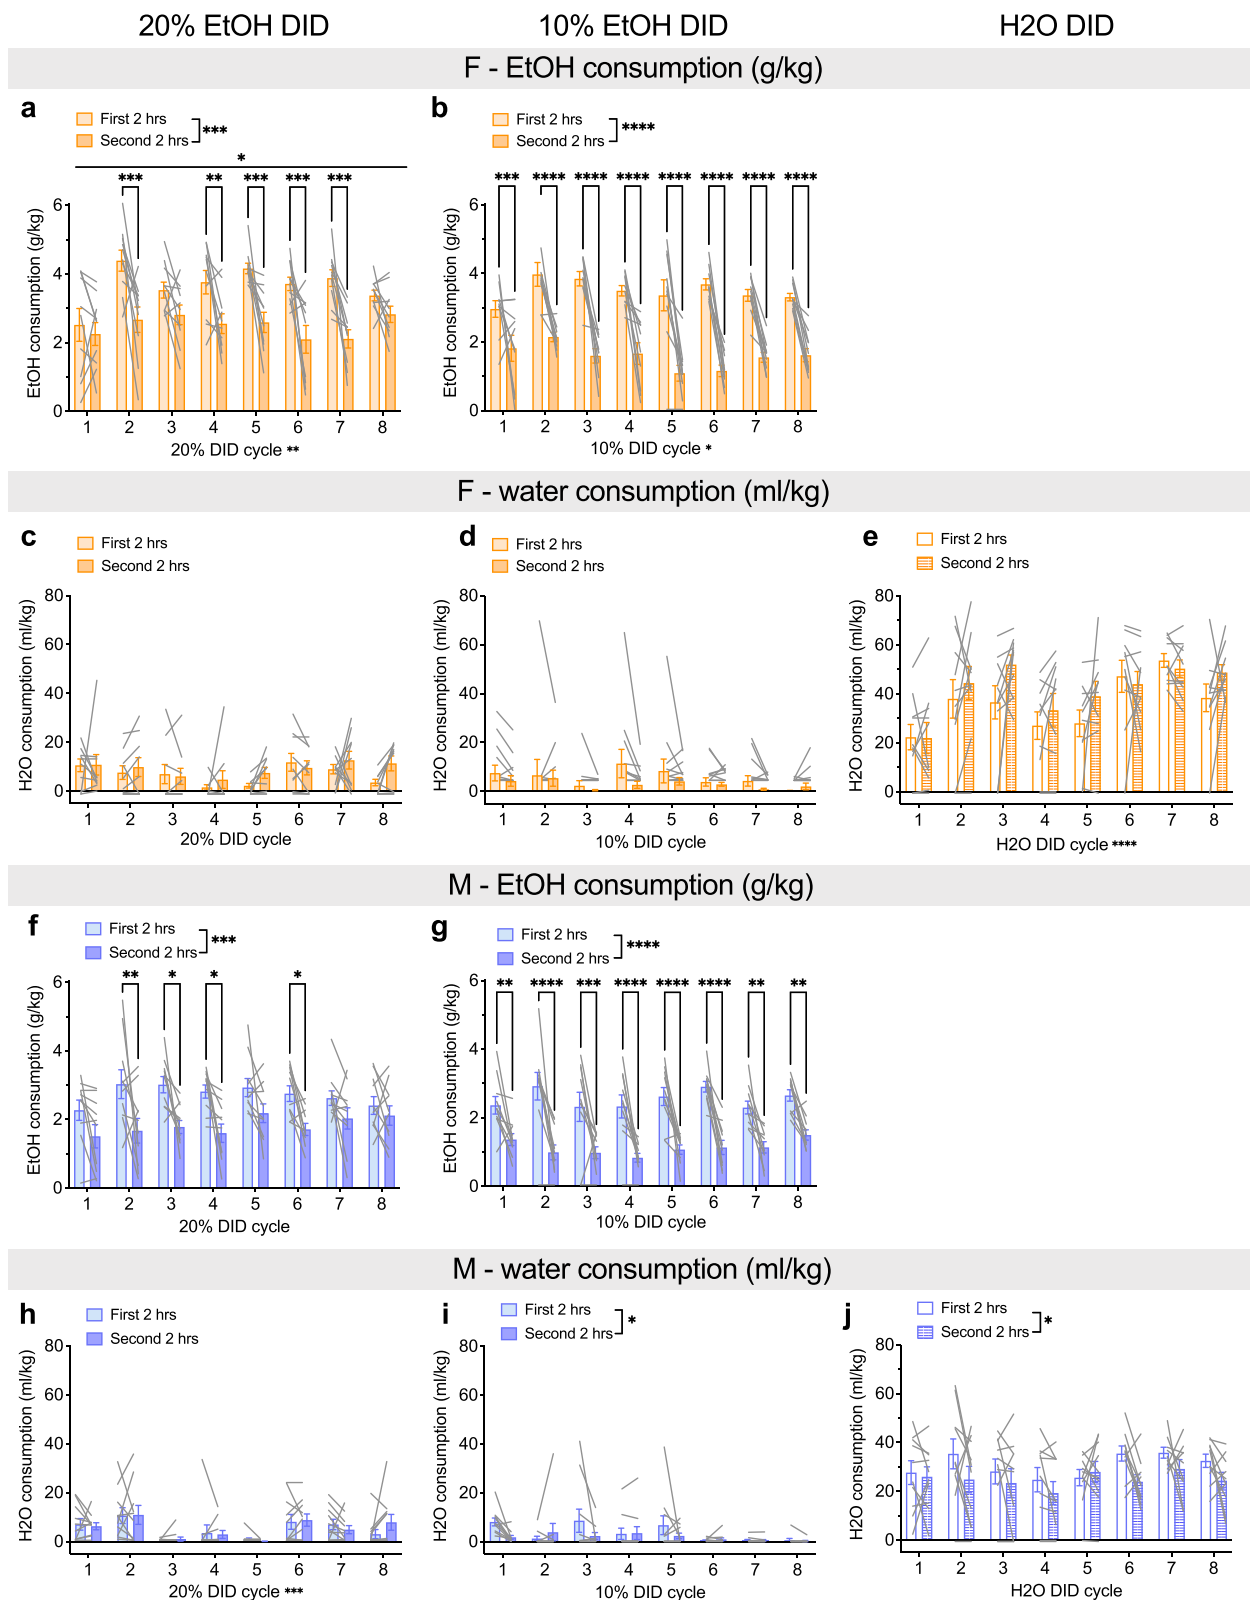 20% EtOH DID 10% EtOH DID H2O DID
F - EtOH consumption (g/kg)
a
First 2 hrs
Second 2 hrs
***
*
*** ** *** *** ***
EtOH consumption (g/kg)
6
4
2
0
1 2 3 4 5 6 7 8
20% DID cycle **
b
First 2 hrs
Second 2 hrs
****
*** **** **** **** **** **** **** ****
EtOH consumption (g/kg)
6
4
2
0
1 2 3 4 5 6 7 8
10% DID cycle *
F - water consumption (ml/kg)
c
First 2 hrs
Second 2 hrs
H2O consumption (ml/kg)
80
60
40
20
0
1 2 3 4 5 6 7 8
20% DID cycle
d
First 2 hrs
Second 2 hrs
H2O consumption (ml/kg)
80
60
40
20
0
1 2 3 4 5 6 7 8
10% DID cycle
e
First 2 hrs
Second 2 hrs
H2O consumption (ml/kg)
80
60
40
20
0
1 2 3 4 5 6 7 8
H2O DID cycle ****
M - EtOH consumption (g/kg)
f
First 2 hrs
Second 2 hrs
***
** * * *
EtOH consumption (g/kg)
6
4
2
0
1 2 3 4 5 6 7 8
20% DID cycle
g
First 2 hrs
Second 2 hrs
****
** **** *** **** **** **** ** **
EtOH consumption (g/kg)
6
4
2
0
1 2 3 4 5 6 7 8
10% DID cycle
M - water consumption (ml/kg)
h
First 2 hrs
Second 2 hrs
H2O consumption (ml/kg)
80
60
40
20
0
1 2 3 4 5 6 7 8
20% DID cycle ***
i
First 2 hrs
Second 2 hrs
*
H2O consumption (ml/kg)
80
60
40
20
0
1 2 3 4 5 6 7 8
10% DID cycle
j
First 2 hrs
Second 2 hrs
*
H2O consumption (ml/kg)
80
60
40
20
0
1 2 3 4 5 6 7 8
H2O DID cycle